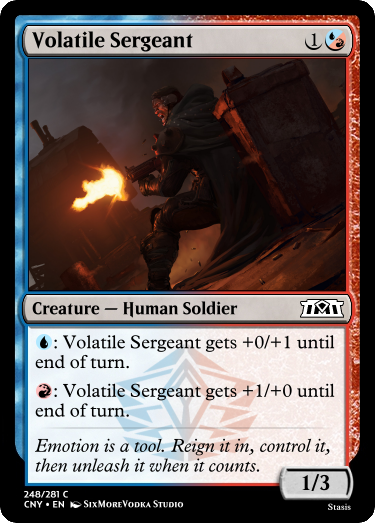 Volatile Sergeant 1
Creature — Human Soldier
: Volatile Sergeant gets +0/+1 until
end of turn.
: Volatile Sergeant gets +1/+0 until
end of turn.
Emotion is a tool. Reign it in, control it,
then unleash it when it counts.
1/3
248/281 C
CNY • EN SixMoreVodka Studio
Stasis